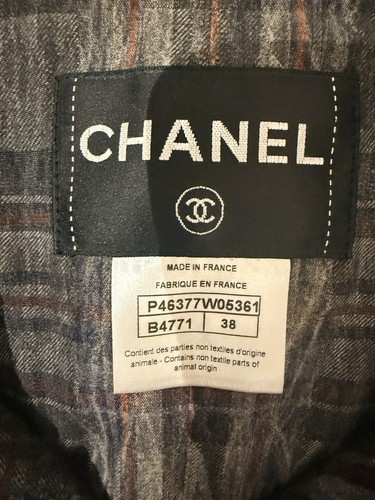 CHANEL
MADE IN FRANCE
FABRIQUE EN FRANCE
P46377W05361
B4771 38
Contient des parties non textiles d'origine
animale - Contains non textile parts of
animal origin